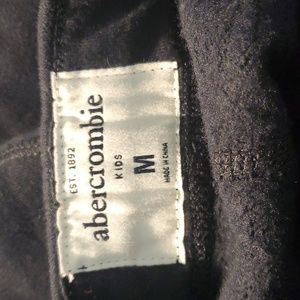 EST. 1892
abercrombie
KIDS
M
MADE IN CHINA